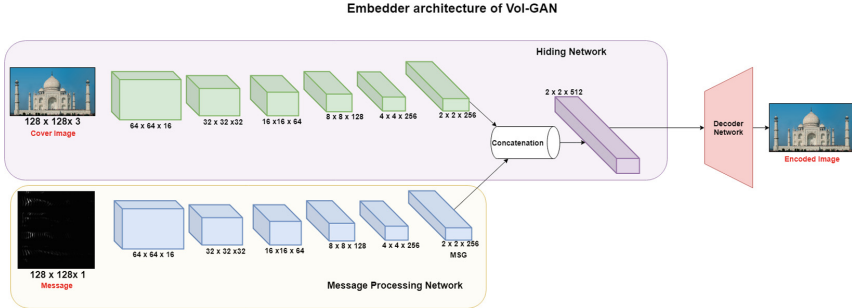 Embedder architecture of Vol-GAN
Hiding Network
128 x 128x 3
Cover Image
64 x 64 x 16
32 x 32 x32
16 x16 x 64
8 x 8 x 128
4 x 4 x 256
2 x 2 x 256
Concatenation
2 x 2 x 512
Decoder
Network
Encoded Image
128 x 128x 1
Message
64 x 64 x 16
32 x 32 x32
16 x16 x 64
8 x 8 x 128
4 x 4 x 256
2 x 2 x 256
MSG
Message Processing Network